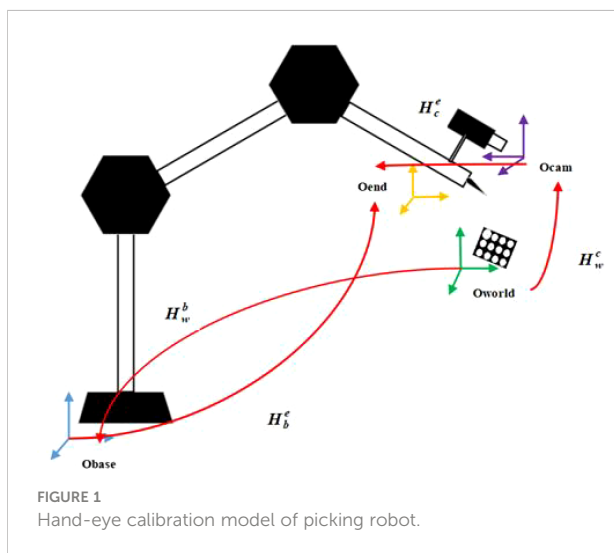 H_c^e
Ocam
Oend
H_w^c
Oworld
H_w^b
H_b^e
Obase
FIGURE 1
Hand-eye calibration model of picking robot.